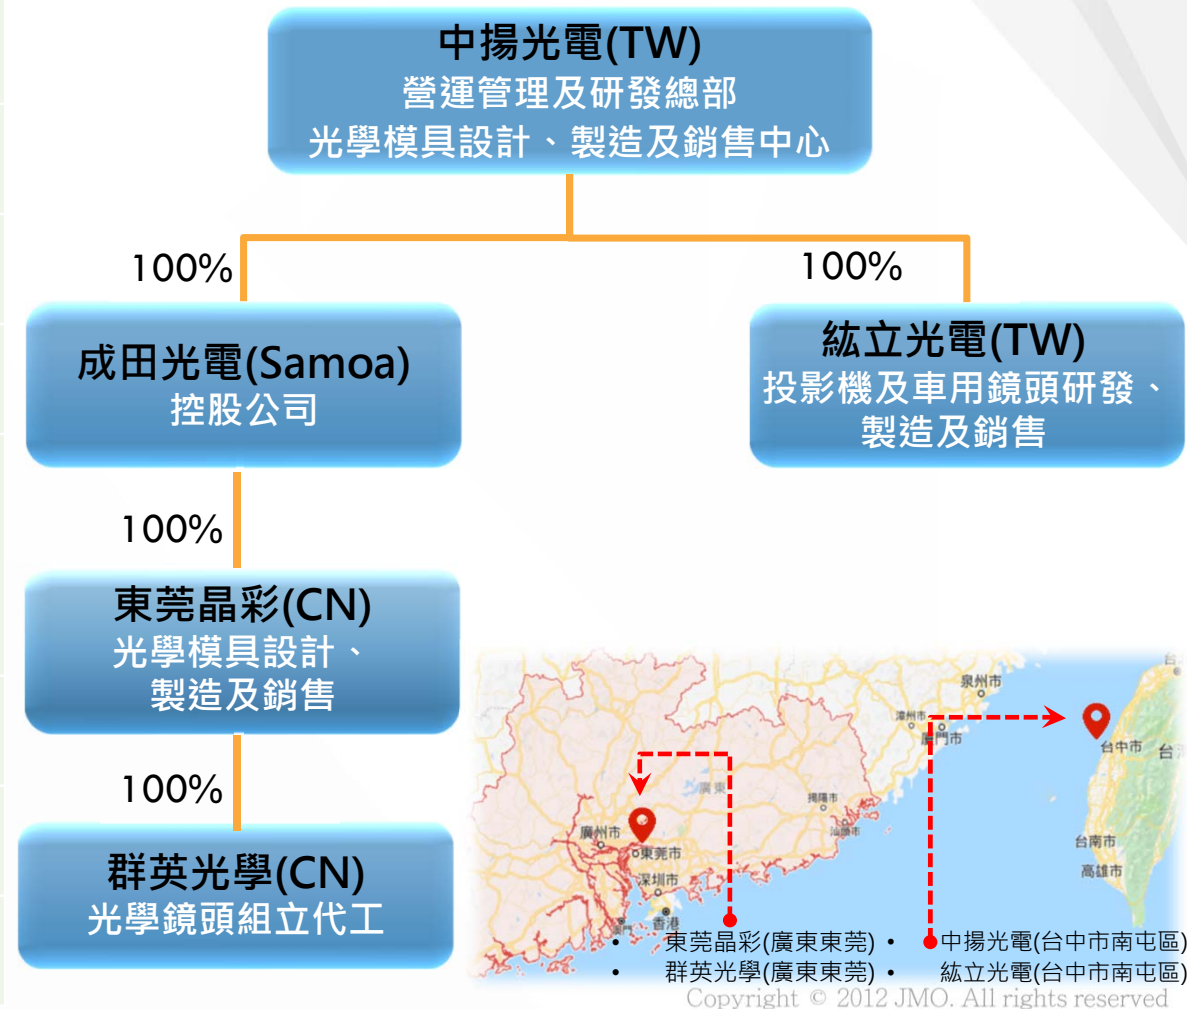 中揚光電(TW)
營運管理及研發總部
光學模具設計、製造及銷售中心
100%
100%
成田光電(Samoa)
控股公司
紘立光電(TW)
投影機及車用鏡頭研發、
製造及銷售
100%
東莞晶彩(CN)
光學模具設計、
製造及銷售
100%
群英光學(CN)
光學鏡頭組立代工
泉州市
漳州市
廈門市
台中市
廣東
揭陽市
汕頭市
廣州市
東莞市
深圳市
香港
台南市
高雄市
• 東莞晶彩(廣東東莞)
• 群英光學(廣東東莞)
• 中揚光電(台中市南屯區)
• 紘立光電(台中市南屯區)
Copyright © 2012 JMO. All rights reserved